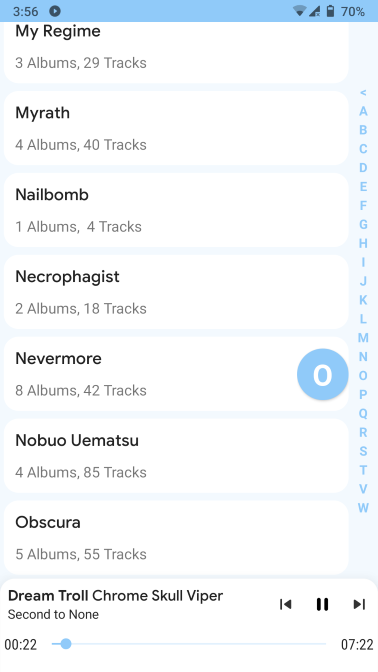 3:56
70%
My Regime
3 Albums, 29 Tracks
Myrath
4 Albums, 40 Tracks
Nailbomb
1 Albums, 4 Tracks
Necrophagist
2 Albums, 18 Tracks
Nevermore
8 Albums, 42 Tracks
O
Nobuo Uematsu
4 Albums, 85 Tracks
Obscura
5 Albums, 55 Tracks
<
A
B
C
D
E
F
G
H
I
J
K
L
M
N
O
P
Q
R
S
T
V
W
Dream Troll Chrome Skull Viper
Second to None
00:22
07:22